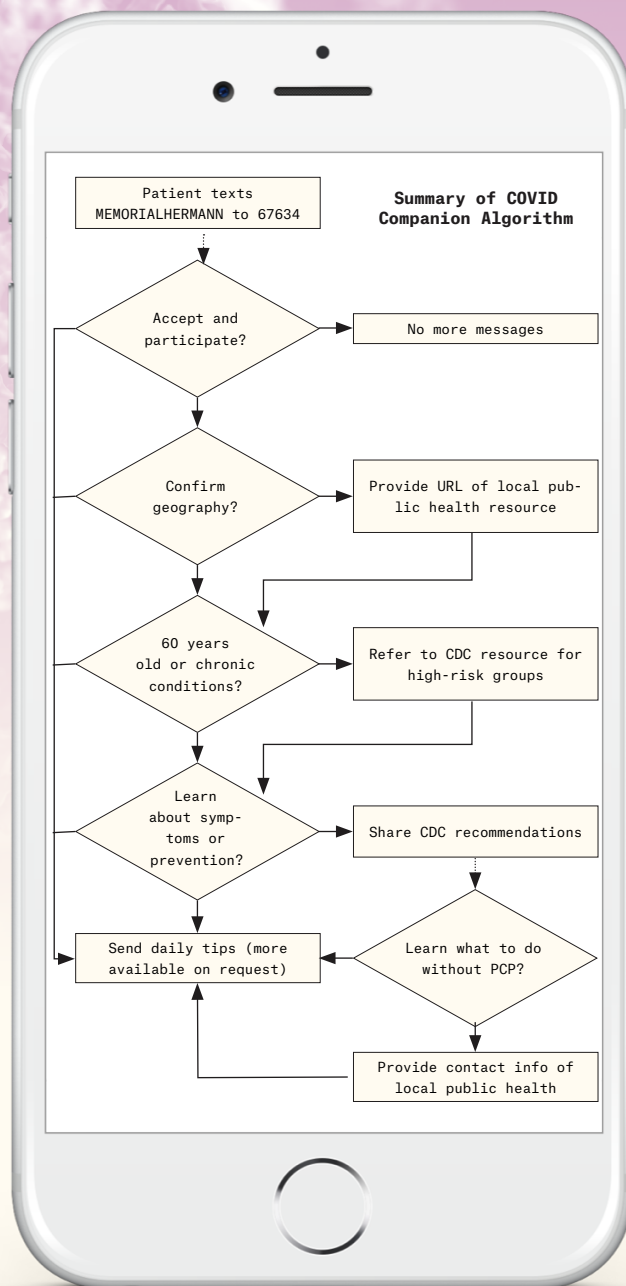 Patient texts
MEMORIALHERMANN to 67634
Summary of COVID
Companion Algorithm
Accept and
participate?
No more messages
Confirm
geography?
Provide URL of local pub-
lic health resource
60 years
old or chronic
conditions?
Refer to CDC resource for
high-risk groups
Learn
about symp-
toms or
prevention?
Share CDC recommendations
Send daily tips (more
available on request)
Learn what to do
without PCP?
Provide contact info of
local public health